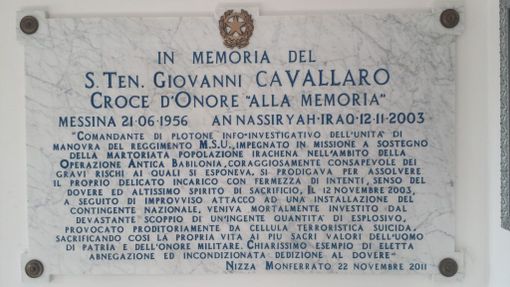 IN MEMORIA DEL
S. TEN. GIOVANNI CAVALLARO
CROCE D'ONORE "ALLA MEMORIA"
MESSINA 21·06·1956 AN NASSIRYAH·IRAQ·12·11·2003
"COMANDANTE DI PLOTONE INFO-INVESTIGATIVO DELL'UNITÀ DI
MANOVRA DEL REGGIMENTO M.S.U., IMPEGNATO IN MISSIONE A SOSTEGNO
DELLA MARTORIATA POPOLAZIONE IRACHENA NELL'AMBITO DELLA
OPERAZIONE ANTICA BABILONIA, CORAGGIOSAMENTE CONSAPEVOLE DEI
GRAVI RISCHI AI QUALI SI ESPONEVA, SI PRODIGAVA PER ASSOLVERE
IL PROPRIO DELICATO INCARICO CON FERMEZZA DI INTENTI, SENSO DEL
DOVERE ED ALTISSIMO SPIRITO DI SACRIFICIO. IL 12 NOVEMBRE 2003,
A SEGUITO DI IMPROVVISO ATTACCO AD UNA INSTALLAZIONE DEL
CONTINGENTE NAZIONALE, VENIVA MORTALMENTE INVESTITO DAL
DEVASTANTE SCOPPIO DI UN'INGENTE QUANTITÀ DI ESPLOSIVO,
PROVOCATO PRODITORIAMENTE DA CELLULA TERRORISTICA SUICIDA,
SACRIFICANDO COSÌ LA PROPRIA VITA AI PIÙ SACRI VALORI DELL'UOMO
DI PATRIA E DELL'ONORE MILITARE. CHIARISSIMO ESEMPIO DI ELETTA
ABNEGAZIONE ED INCONDIZIONATA DEDIZIONE AL DOVERE"
NIZZA MONFERRATO 22 NOVEMBRE 2011